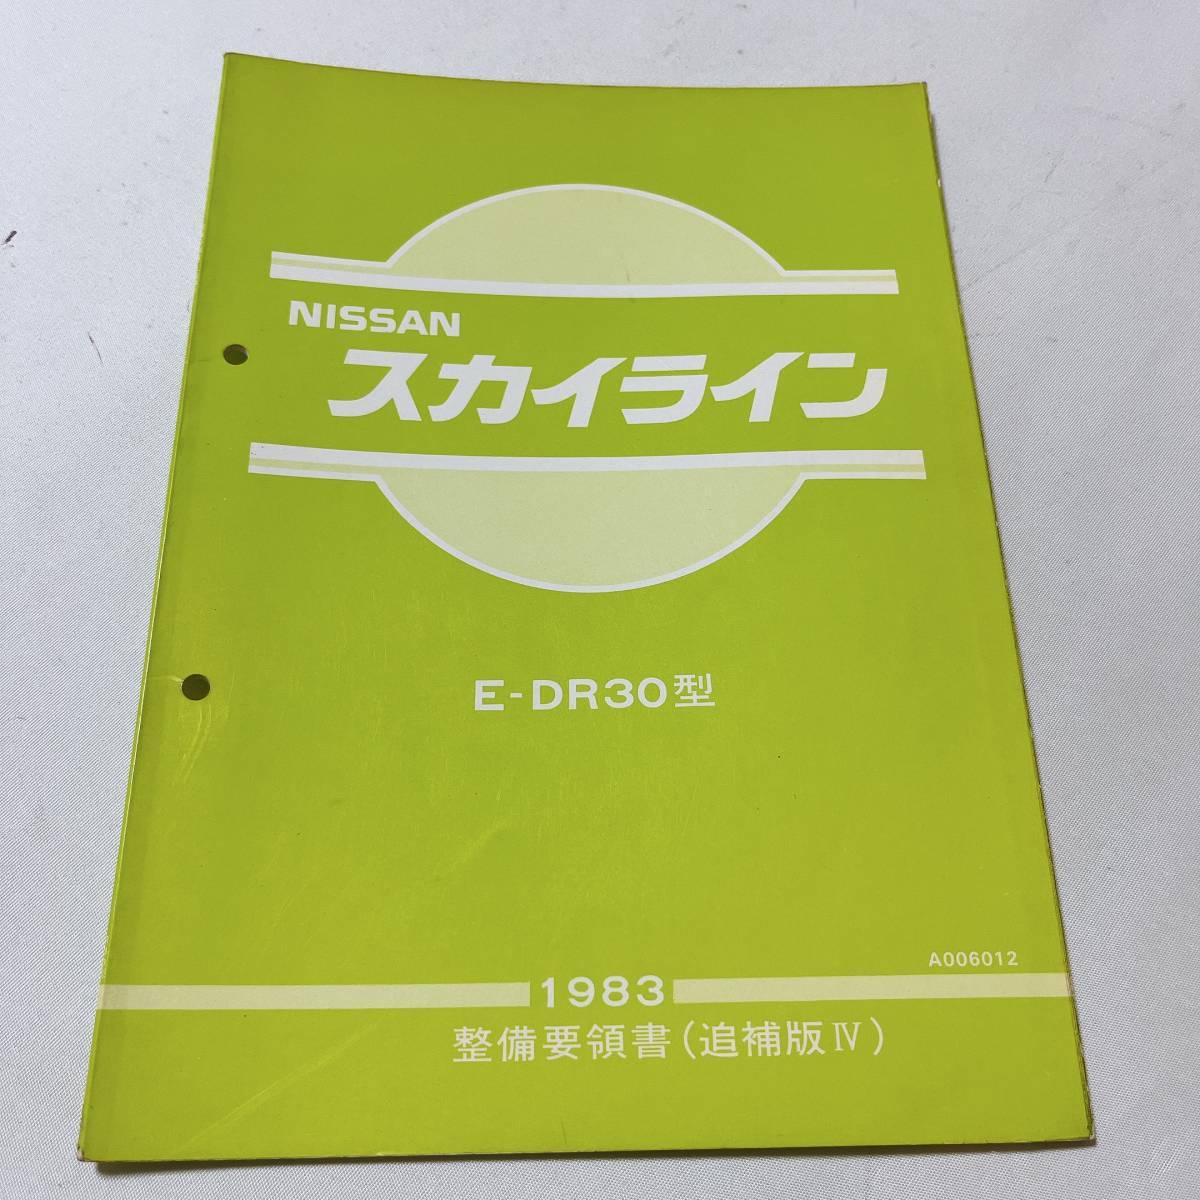 NISSAN
スカイライン
E-DR30型
A006012
1983
整備要領書(追補版Ⅳ)